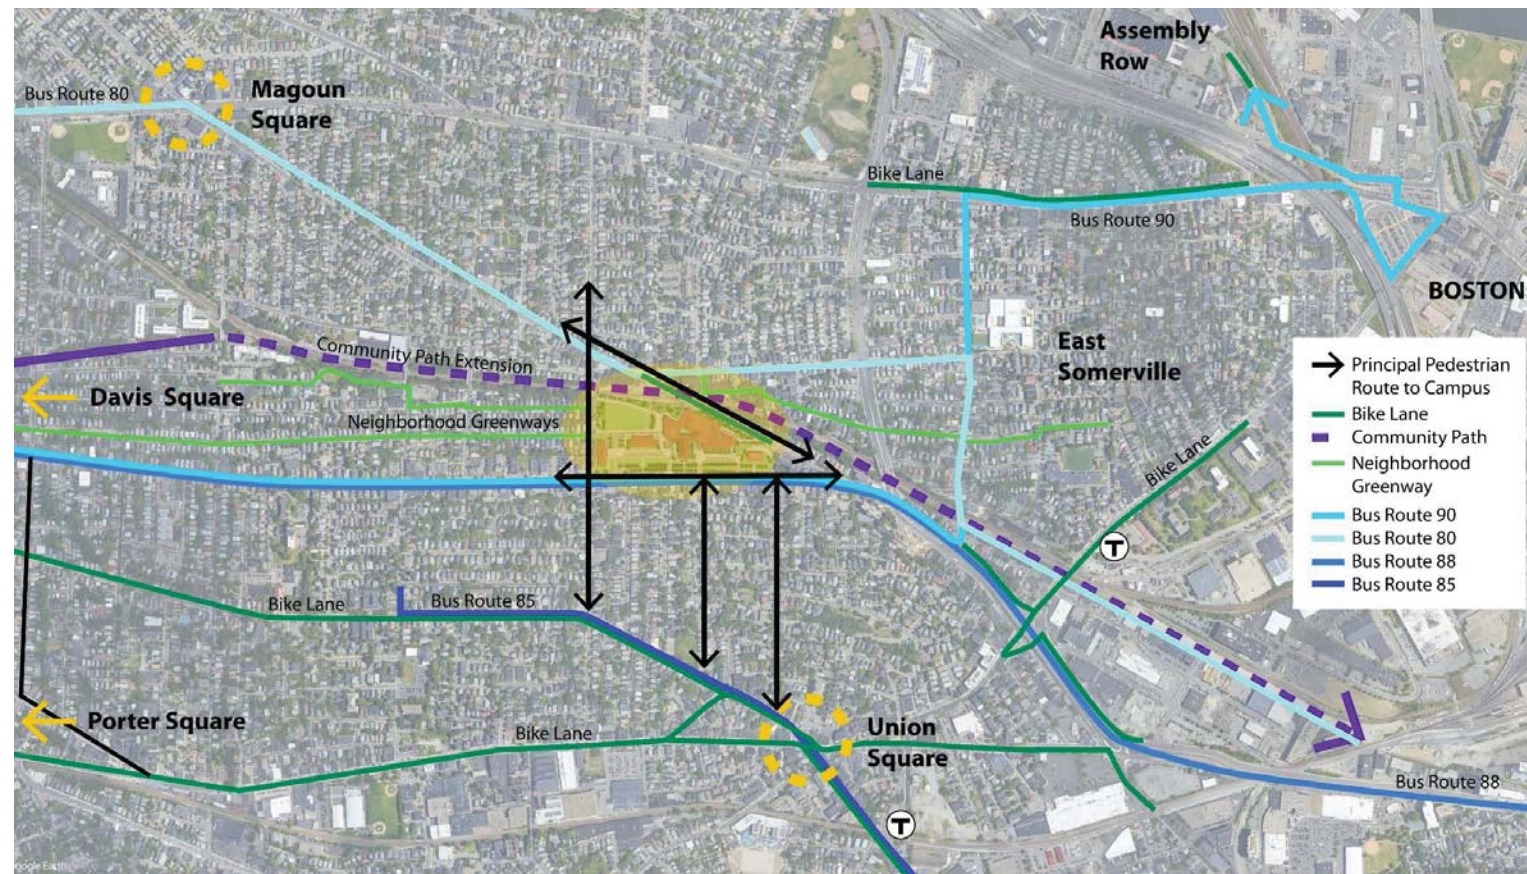 Bus Route 80
Magoun
Square
Assembly
Row
Bike Lane
Bus Route 90
BOSTON
East
Somerville
Community Path Extension
Davis Square
Neighborhood Greenways
Bike Lane
T
Bike Lane
Bus Route 85
Porter Square
Bike Lane
Union
Square
T
Bus Route 88
Principal Pedestrian
Route to Campus
Bike Lane
Community Path
Neighborhood
Greenway
Bus Route 90
Bus Route 80
Bus Route 88
Bus Route 85
Google Earth